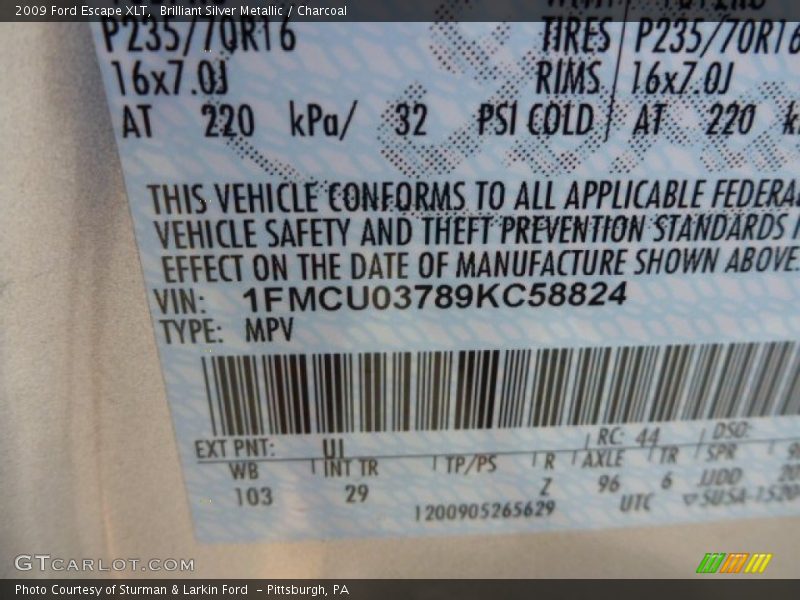 2009 Ford Escape XLT, Brilliant Silver Metallic / Charcoal
P235/70R16 TIRES P235/70R16
16x7.0J RIMS 16x7.0J
AT 220 kPa/ 32 PSI COLD AT 220
THIS VEHICLE CONFORMS TO ALL APPLICABLE FEDERAL
VEHICLE SAFETY AND THEFT PREVENTION STANDARDS
EFFECT ON THE DATE OF MANUFACTURE SHOWN ABOVE.
VIN: 1FMCU03789KC58824
TYPE: MPV
EXT PNT: UI RC: 44 DSO:
WB INT TR TP/PS R AXLE TR SPR
103 29 Z 96 6 JJDD
1200905265629 UTC
GTCARLOT.COM
Photo Courtesy of Sturman & Larkin Ford - Pittsburgh, PA